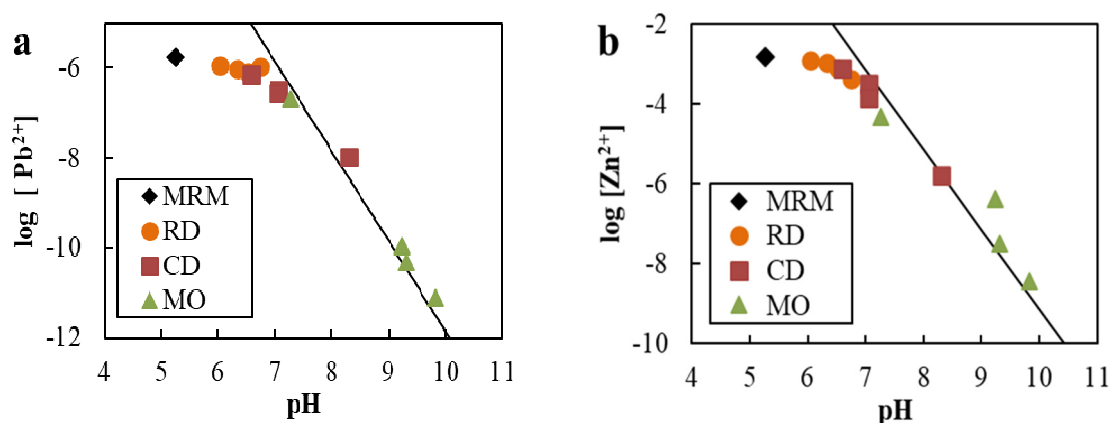 a
-6
-8
-10
-12
4 5 6 7 8 9 10 11
pH
log [ Pb²⁺]
MRM
RD
CD
MO
b
-2
-4
-6
-8
-10
4 5 6 7 8 9 10 11
pH
log [Zn²⁺]
MRM
RD
CD
MO